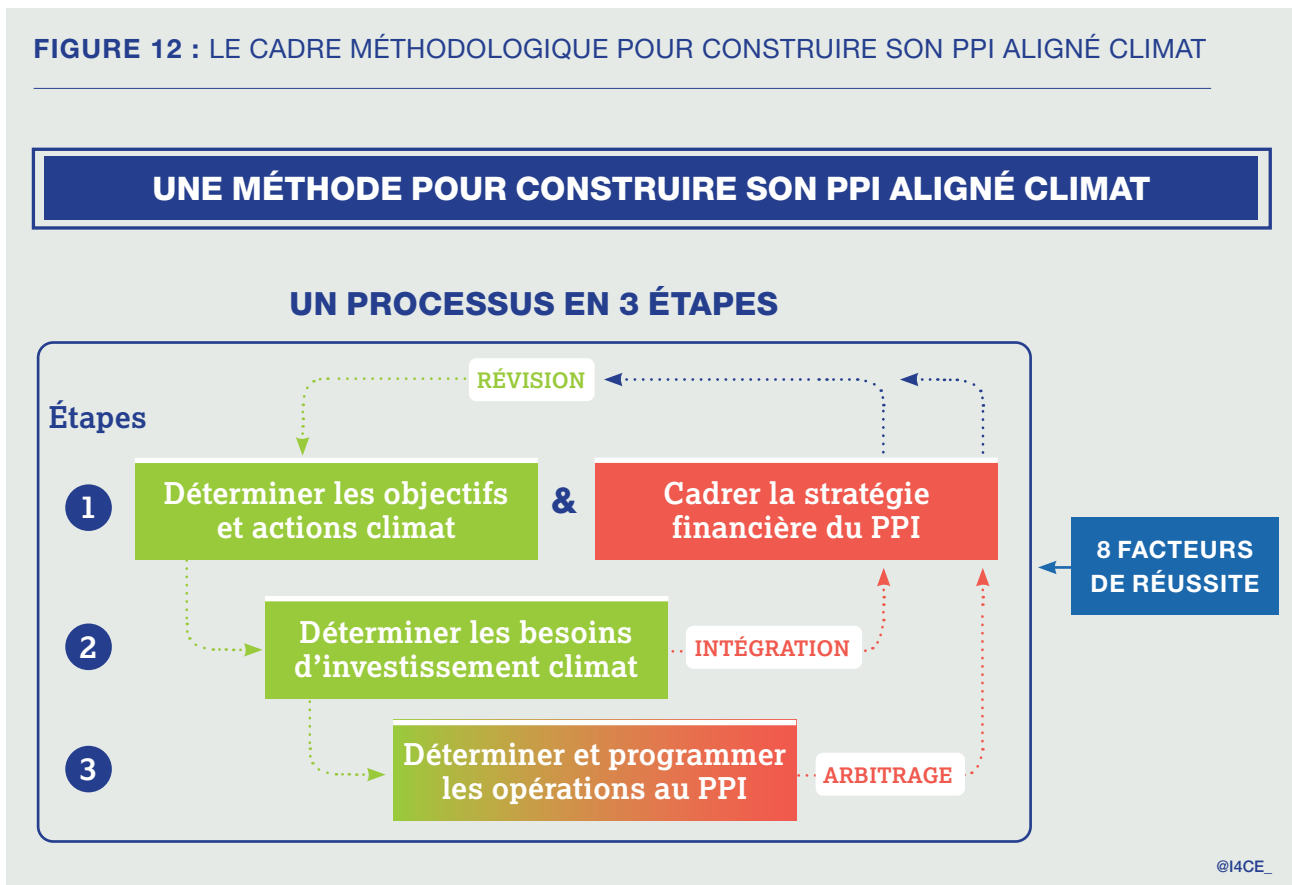 FIGURE 12 : LE CADRE MÉTHODOLOGIQUE POUR CONSTRUIRE SON PPI ALIGNÉ CLIMAT
UNE MÉTHODE POUR CONSTRUIRE SON PPI ALIGNÉ CLIMAT
UN PROCESSUS EN 3 ÉTAPES
RÉVISION
Étapes
1
Déterminer les objectifs
et actions climat
&
Cadrer la stratégie
financière du PPI
8 FACTEURS
DE RÉUSSITE
2
Déterminer les besoins
d'investissement climat
INTÉGRATION
3
Déterminer et programmer
les opérations au PPI
ARBITRAGE
@I4CE_